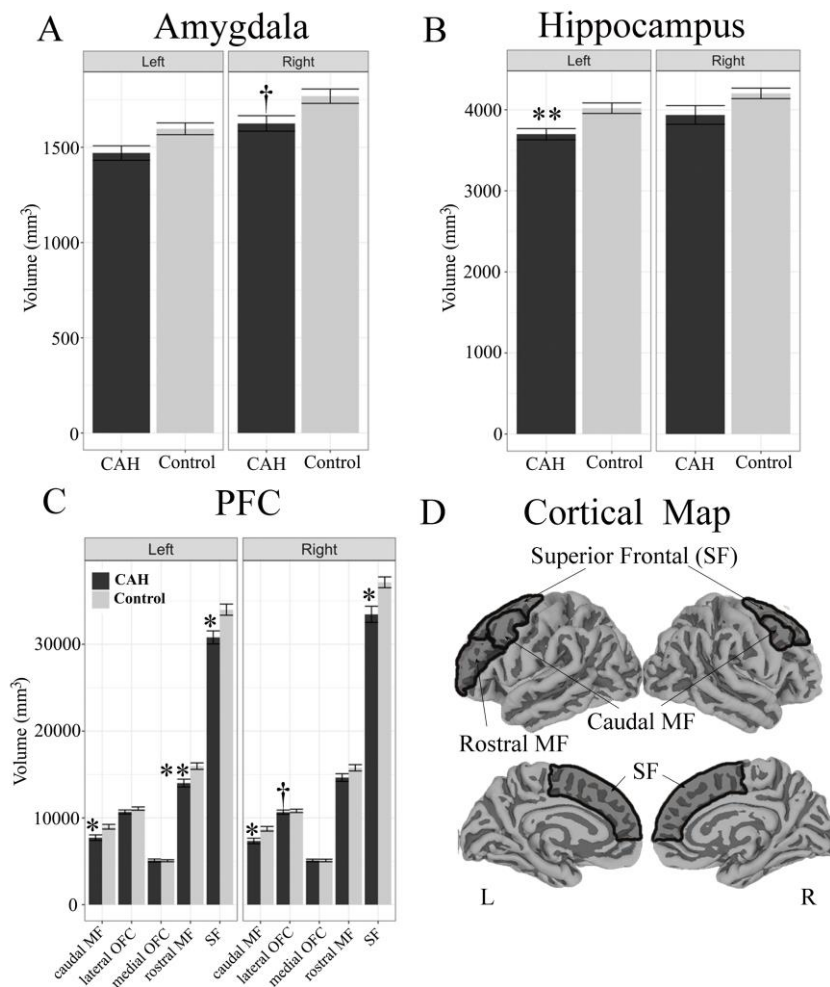 A Amygdala
Left Right
Volume (mm³)
1500
1000
500
0
†
CAH Control CAH Control
B Hippocampus
Left Right
Volume (mm³)
4000
3000
2000
1000
0
**
CAH Control CAH Control
C PFC
Left Right
CAH
Control
Volume (mm³)
30000
20000
10000
0
* ** * * † *
caudal MF lateral OFC medial OFC rostral MF SF caudal MF lateral OFC medial OFC rostral MF SF
D Cortical Map
Superior Frontal (SF)
Caudal MF
Rostral MF
SF
L R